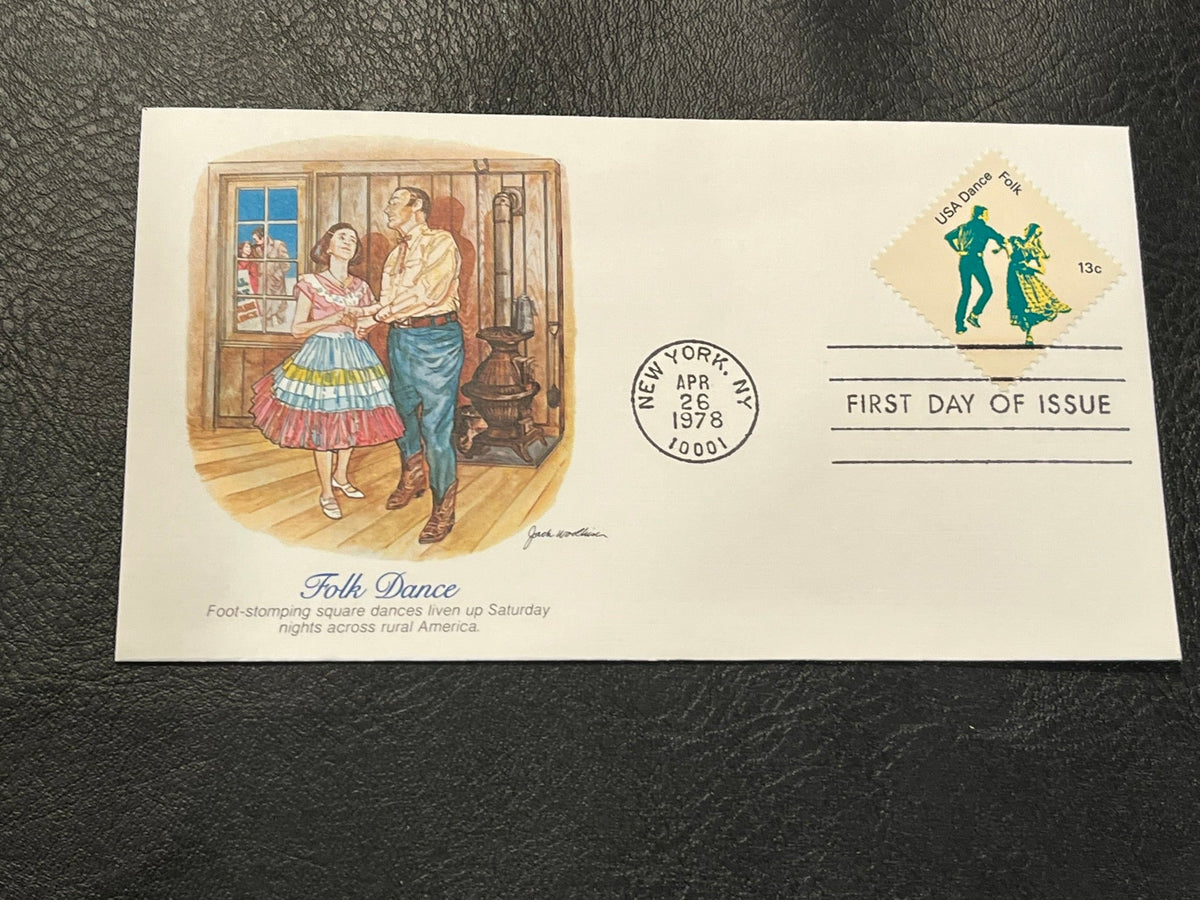 USA Dance Folk
13c
NEW YORK, NY
APR
26
1978
10001
FIRST DAY OF ISSUE
Folk Dance
Foot-stomping square dances liven up Saturday
nights across rural America.